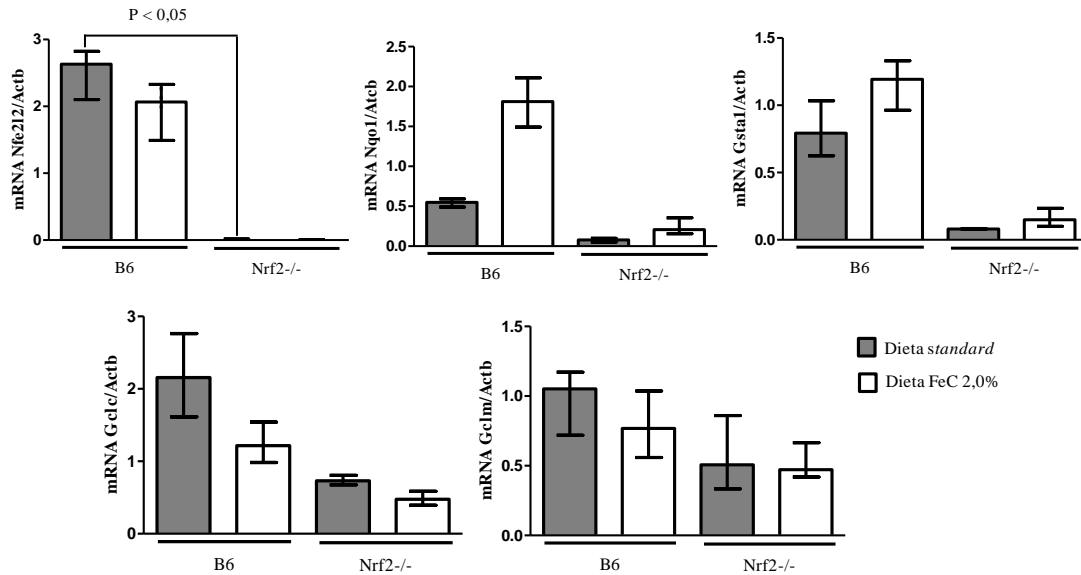 P < 0,05
mRNA Nfe2l2/Actb
3
2
1
0
B6
Nrf2-/-
mRNA Nqo1/Atcb
2.5
2.0
1.5
1.0
0.5
0.0
B6
Nrf2-/-
mRNA Gsta1/Actb
1.5
1.0
0.5
0.0
B6
Nrf2-/-
mRNA Gclc/Actb
3
2
1
0
B6
Nrf2-/-
mRNA Gclm/Actb
1.5
1.0
0.5
0.0
B6
Nrf2-/-
Dieta standard
Dieta FeC 2,0%